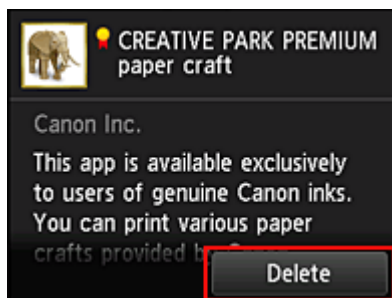 CREATIVE PARK PREMIUM
paper craft
Canon Inc.
This app is available exclusively
to users of genuine Canon inks.
You can print various paper
crafts provided b
Delete